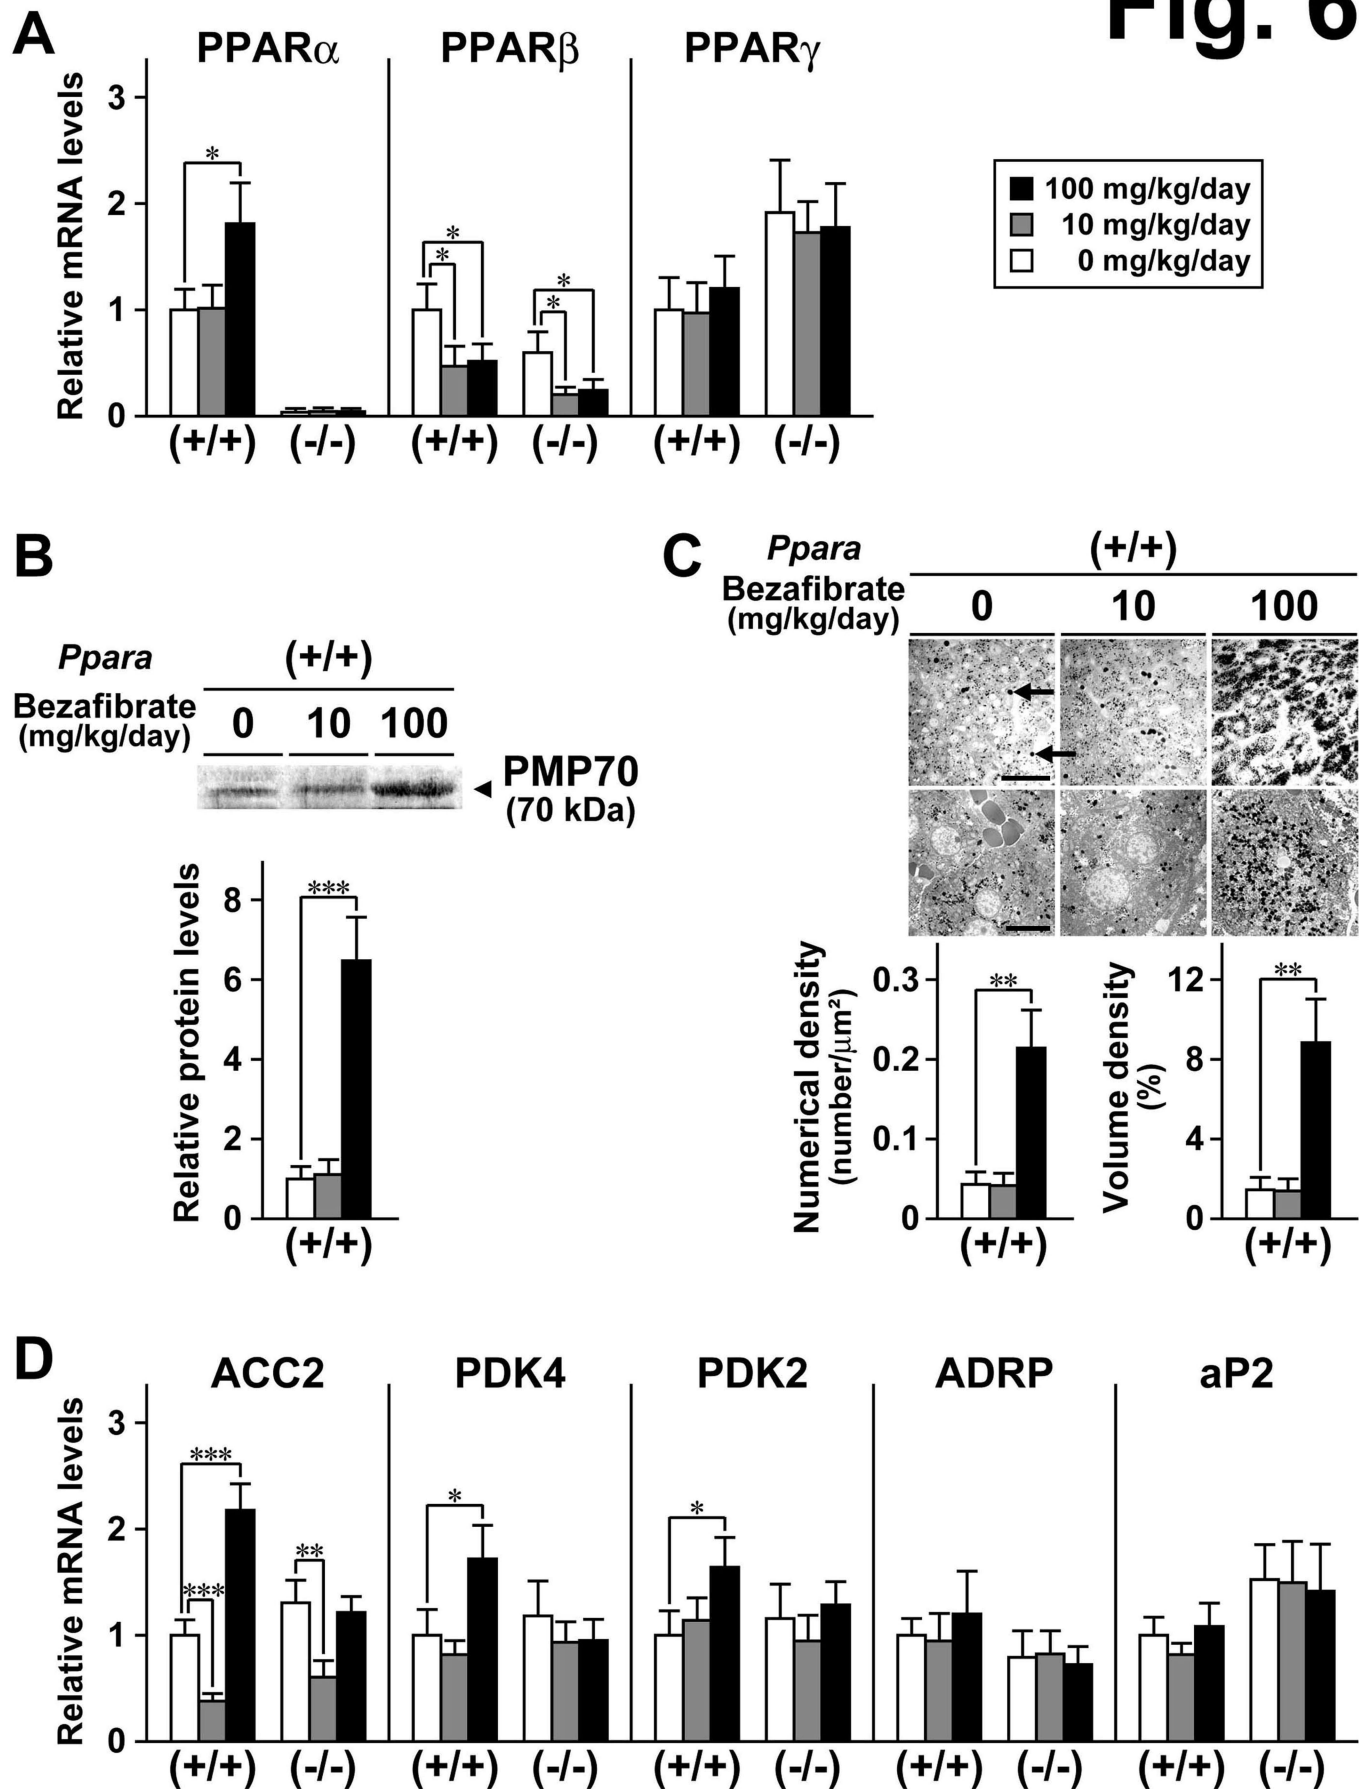 Fig. 6
A
PPARα PPARβ PPARγ
Relative mRNA levels
3
2
1
0
* * * * *
(+/+) (-/-) (+/+) (-/-) (+/+) (-/-)
100 mg/kg/day
10 mg/kg/day
0 mg/kg/day
B
Ppara (+/+)
Bezafibrate 0 10 100
(mg/kg/day)
PMP70
(70 kDa)
Relative protein levels
8
6
4
2
0
***
(+/+)
C
Ppara (+/+)
Bezafibrate 0 10 100
(mg/kg/day)
Numerical density
(number/μm²)
0.3
0.2
0.1
0
**
(+/+)
Volume density
(%)
12
8
4
0
**
(+/+)
D
ACC2 PDK4 PDK2 ADRP aP2
Relative mRNA levels
3
2
1
0
*** *** ** * *
(+/+) (-/-) (+/+) (-/-) (+/+) (-/-) (+/+) (-/-) (+/+) (-/-)